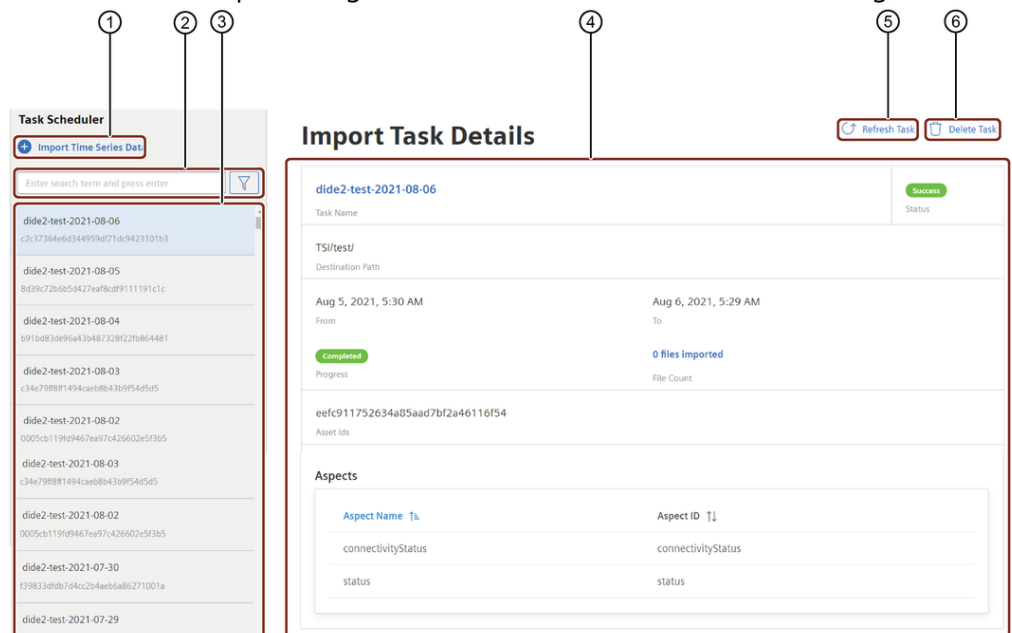 ① ② ③ ④ ⑤ ⑥
Task Scheduler
Import Time Series Data
Enter search term and press enter
dide2-test-2021-08-06
c2c37364e6d344959df71dc9423101b3
dide2-test-2021-08-05
8d39c72b6b5d427eaf8cdf9111191c1c
dide2-test-2021-08-04
b91bd83de96a43b487328f22fb864481
dide2-test-2021-08-03
c34e79ff8ff1494caeb8b43b9f54d5d5
dide2-test-2021-08-02
0005cb119fd9467ea97c426602e5f3b5
dide2-test-2021-08-03
c34e79ff8ff1494caeb8b43b9f54d5d5
dide2-test-2021-08-02
0005cb119fd9467ea97c426602e5f3b5
dide2-test-2021-07-30
f39833dfdb7d4cc2b4aeb6a86271001a
dide2-test-2021-07-29
Import Task Details
Refresh Task
Delete Task
dide2-test-2021-08-06
Task Name
Success
Status
TSI/test/
Destination Path
Aug 5, 2021, 5:30 AM
From
Aug 6, 2021, 5:29 AM
To
Completed
Progress
0 files imported
File Count
eefc911752634a85aad7bf2a46116f54
Asset Ids
Aspects
Aspect Name Aspect ID
connectivityStatus connectivityStatus
status status